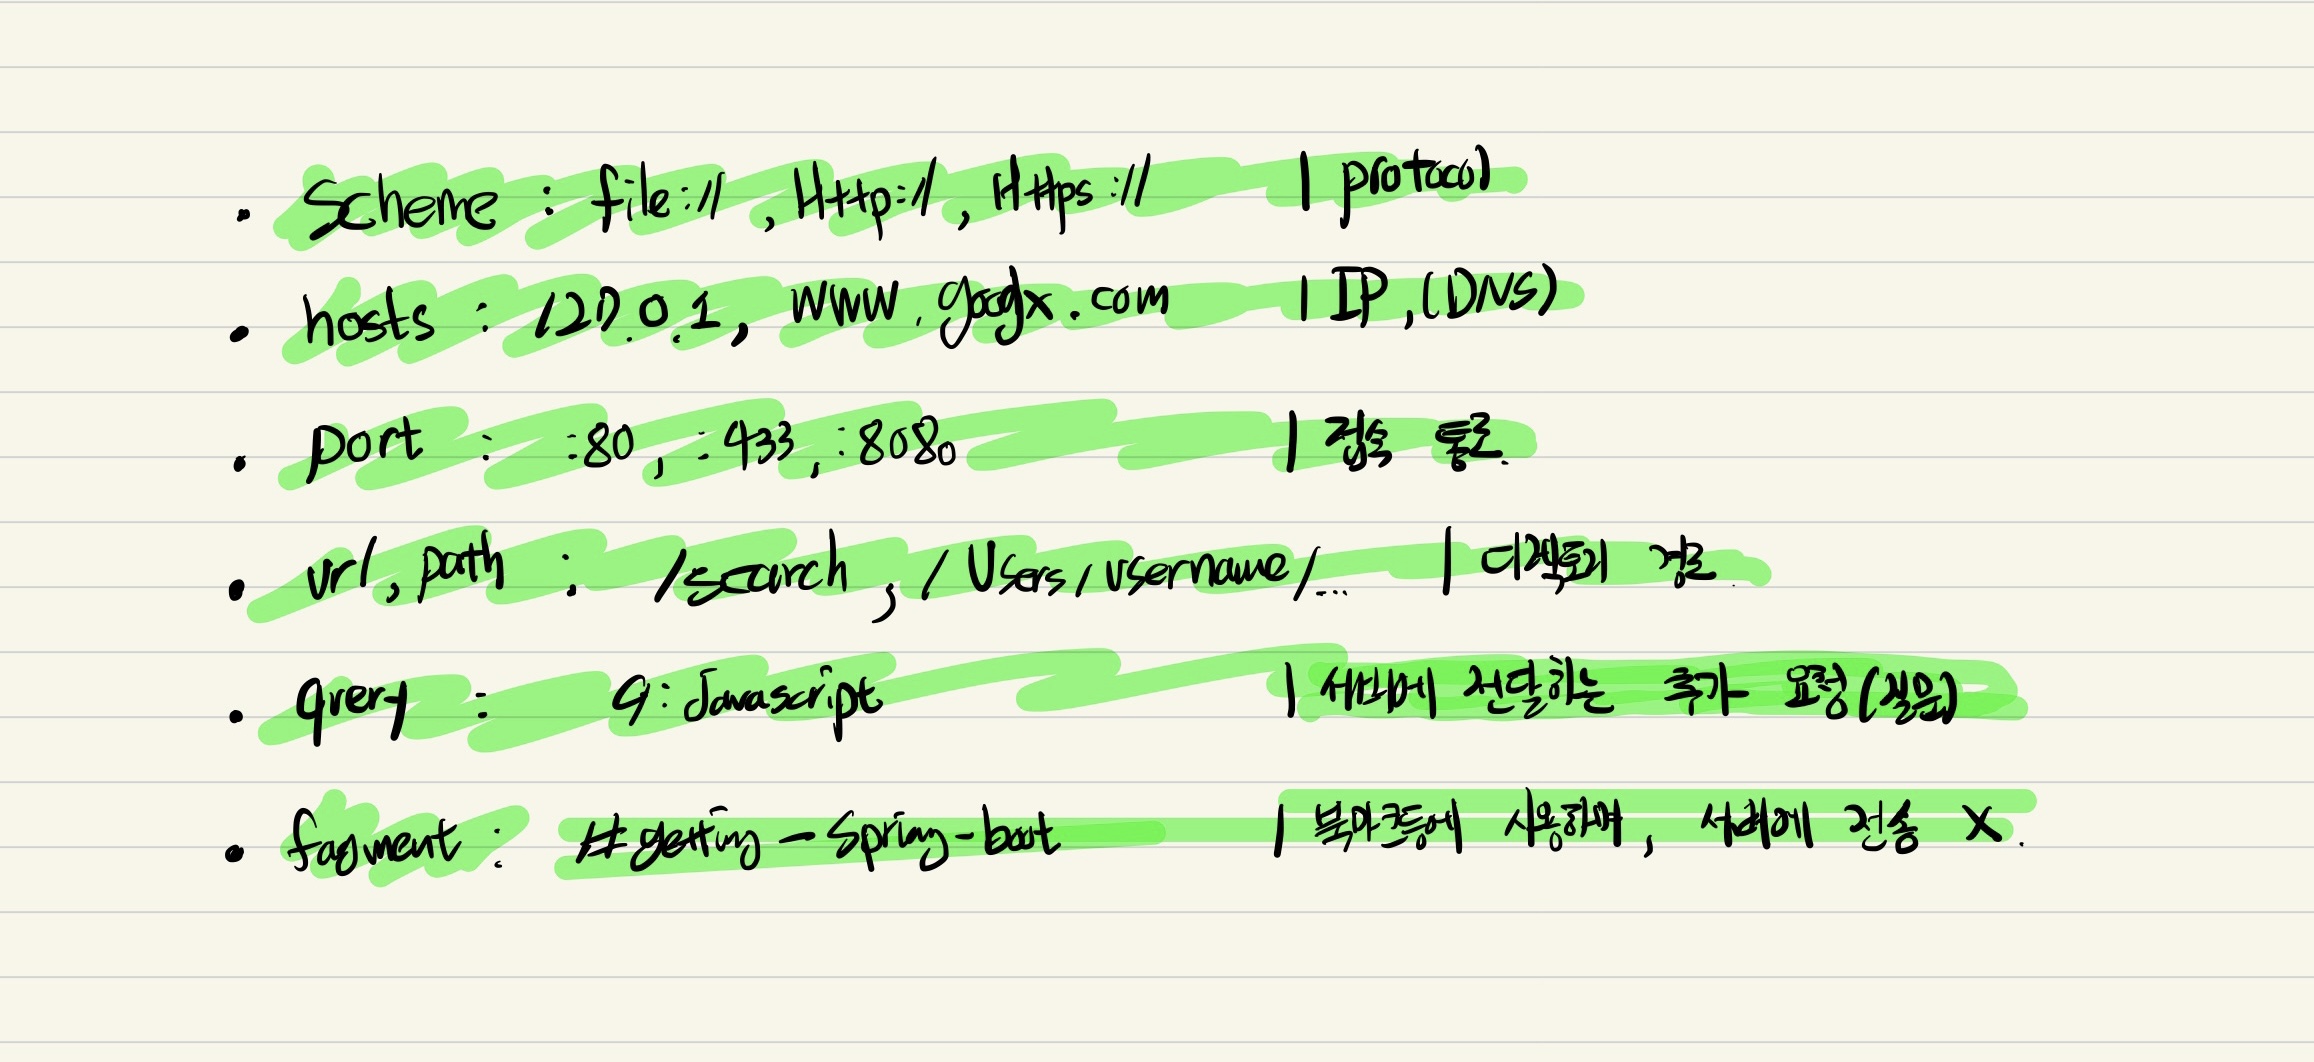 • Scheme : file://, Http://, Https:// | protocol
• hosts : 127.0.1, www. .com | IP, (DNS)
• port : :80, :433, :8080 | 접속 통로.
• url, path : /search, /Users/username/... | 디렉토리 경로.
• qrery : q:Javascript | 서버에 전달하는 추가 요청(질문)
• fagment : #getting-spring-boot | 북마크등에 사용하며, 서버에 전송 X.